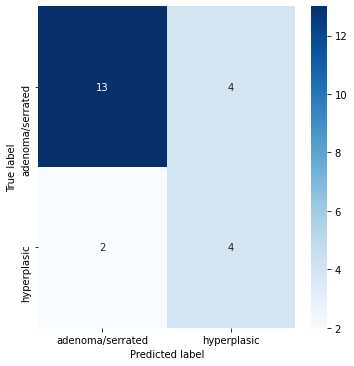 True label
adenoma/serrated
13
4
hyperplasic
2
4
adenoma/serrated
hyperplasic
Predicted label
12
10
8
6
4
2